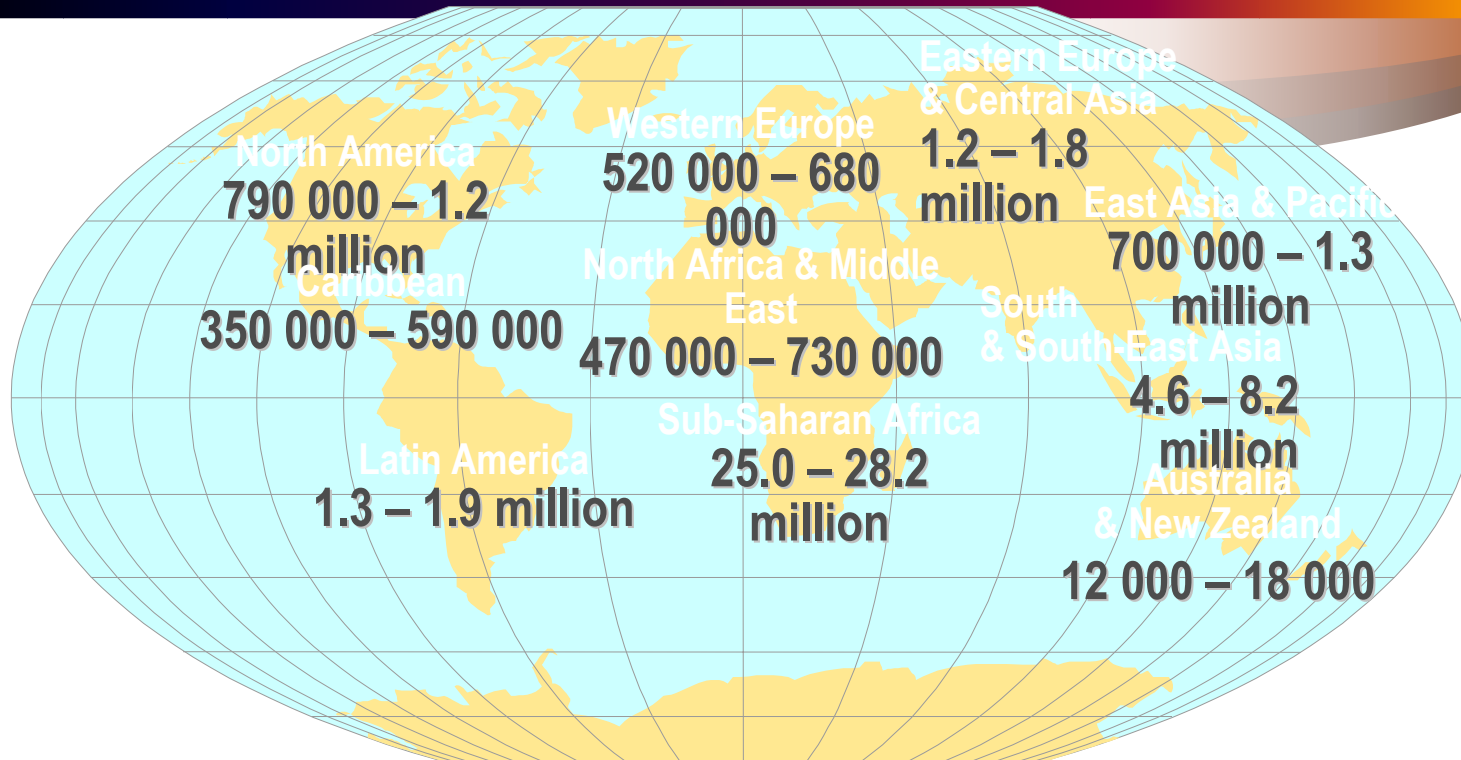 Eastern Europe
& Central Asia
1.2 – 1.8
million
Western Europe
520 000 – 680
000
North America
790 000 – 1.2
million
East Asia & Pacific
700 000 – 1.3
million
Caribbean
350 000 – 590 000
North Africa & Middle
East
470 000 – 730 000
South
& South-East Asia
4.6 – 8.2
million
Sub-Saharan Africa
25.0 – 28.2
million
Latin America
1.3 – 1.9 million
Australia
& New Zealand
12 000 – 18 000